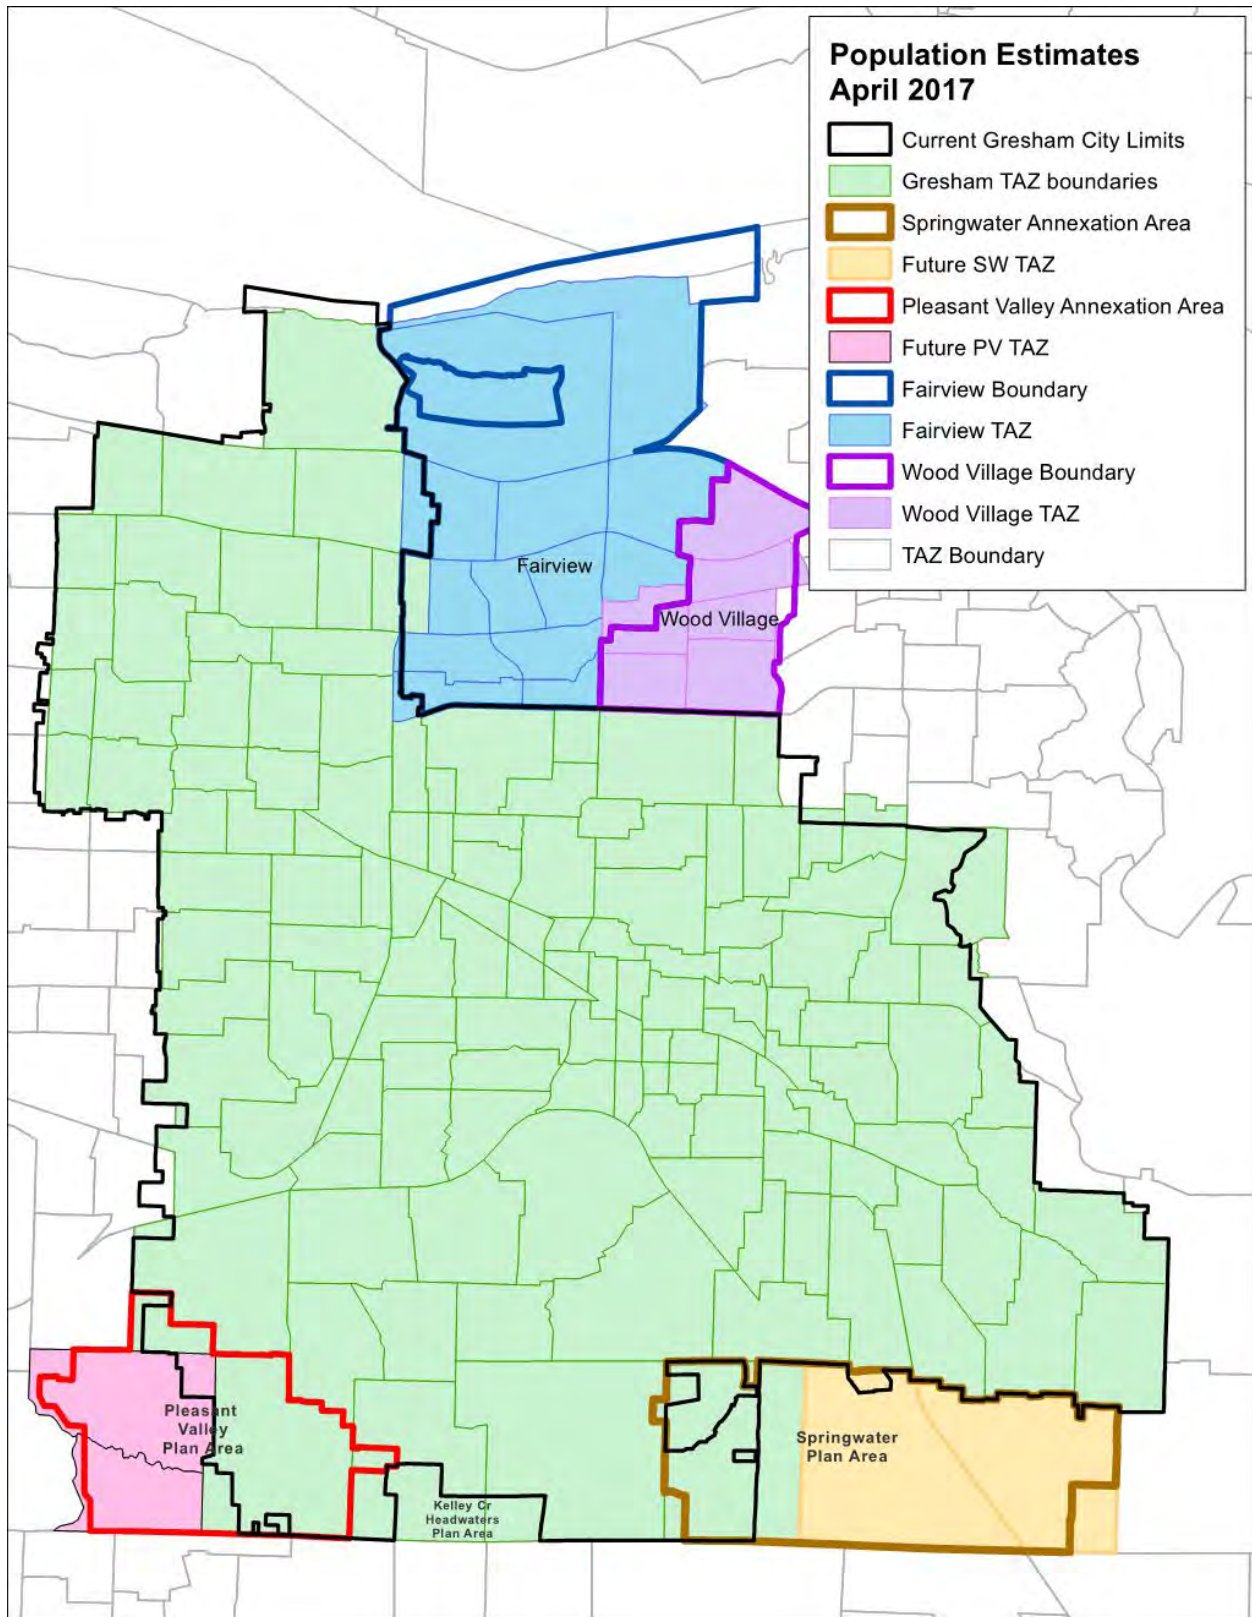 Population Estimates
April 2017
Current Gresham City Limits
Gresham TAZ boundaries
Springwater Annexation Area
Future SW TAZ
Pleasant Valley Annexation Area
Future PV TAZ
Fairview Boundary
Fairview TAZ
Wood Village Boundary
Wood Village TAZ
TAZ Boundary
Fairview
Wood Village
Pleasant
Valley
Plan Area
Springwater
Plan Area
Kelley Cr
Headwaters
Plan Area